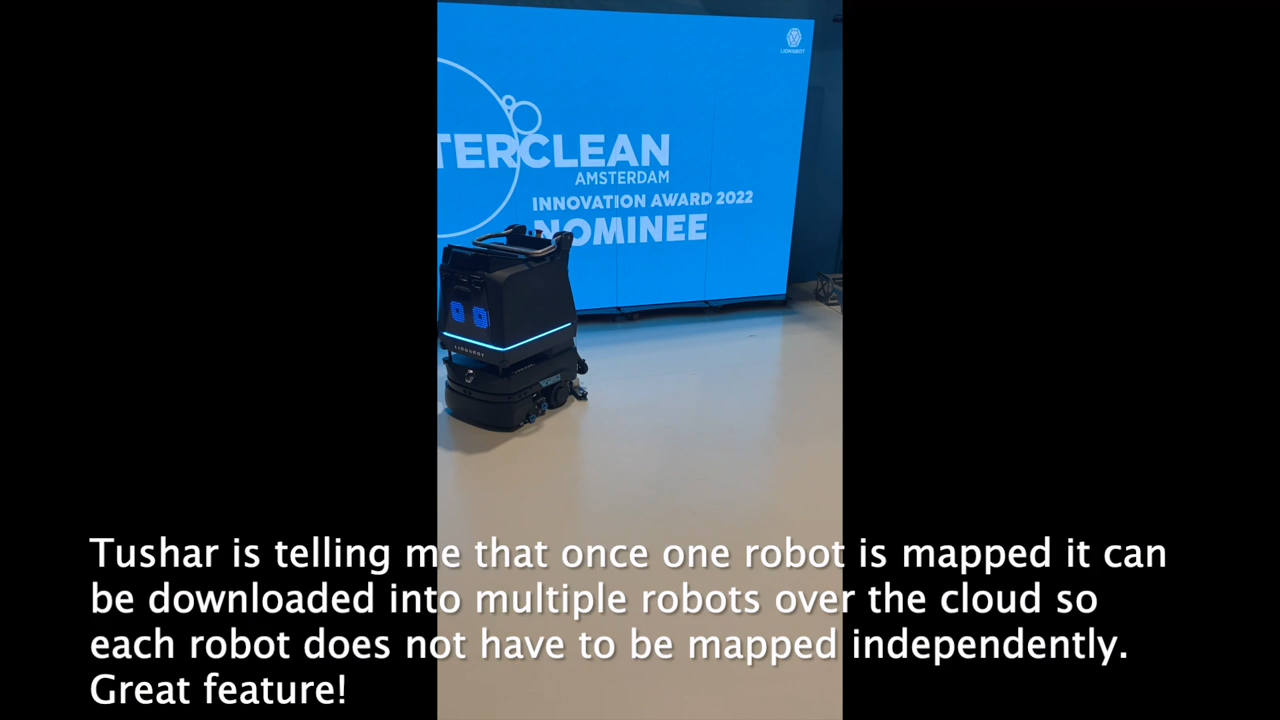 LIONSBOT
TERCLEAN
AMSTERDAM
INNOVATION AWARD 2022
NOMINEE
LIONSBOT
Tushar is telling me that once one robot is mapped it can
be downloaded into multiple robots over the cloud so
each robot does not have to be mapped independently.
Great feature!